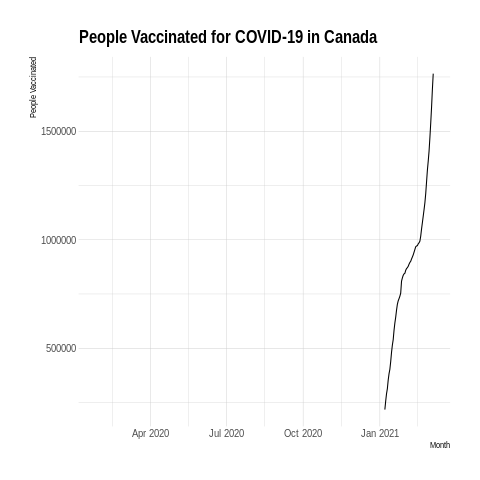 People Vaccinated for COVID-19 in Canada
People Vaccinated
1500000
1000000
500000
Apr 2020 Jul 2020 Oct 2020 Jan 2021
Month